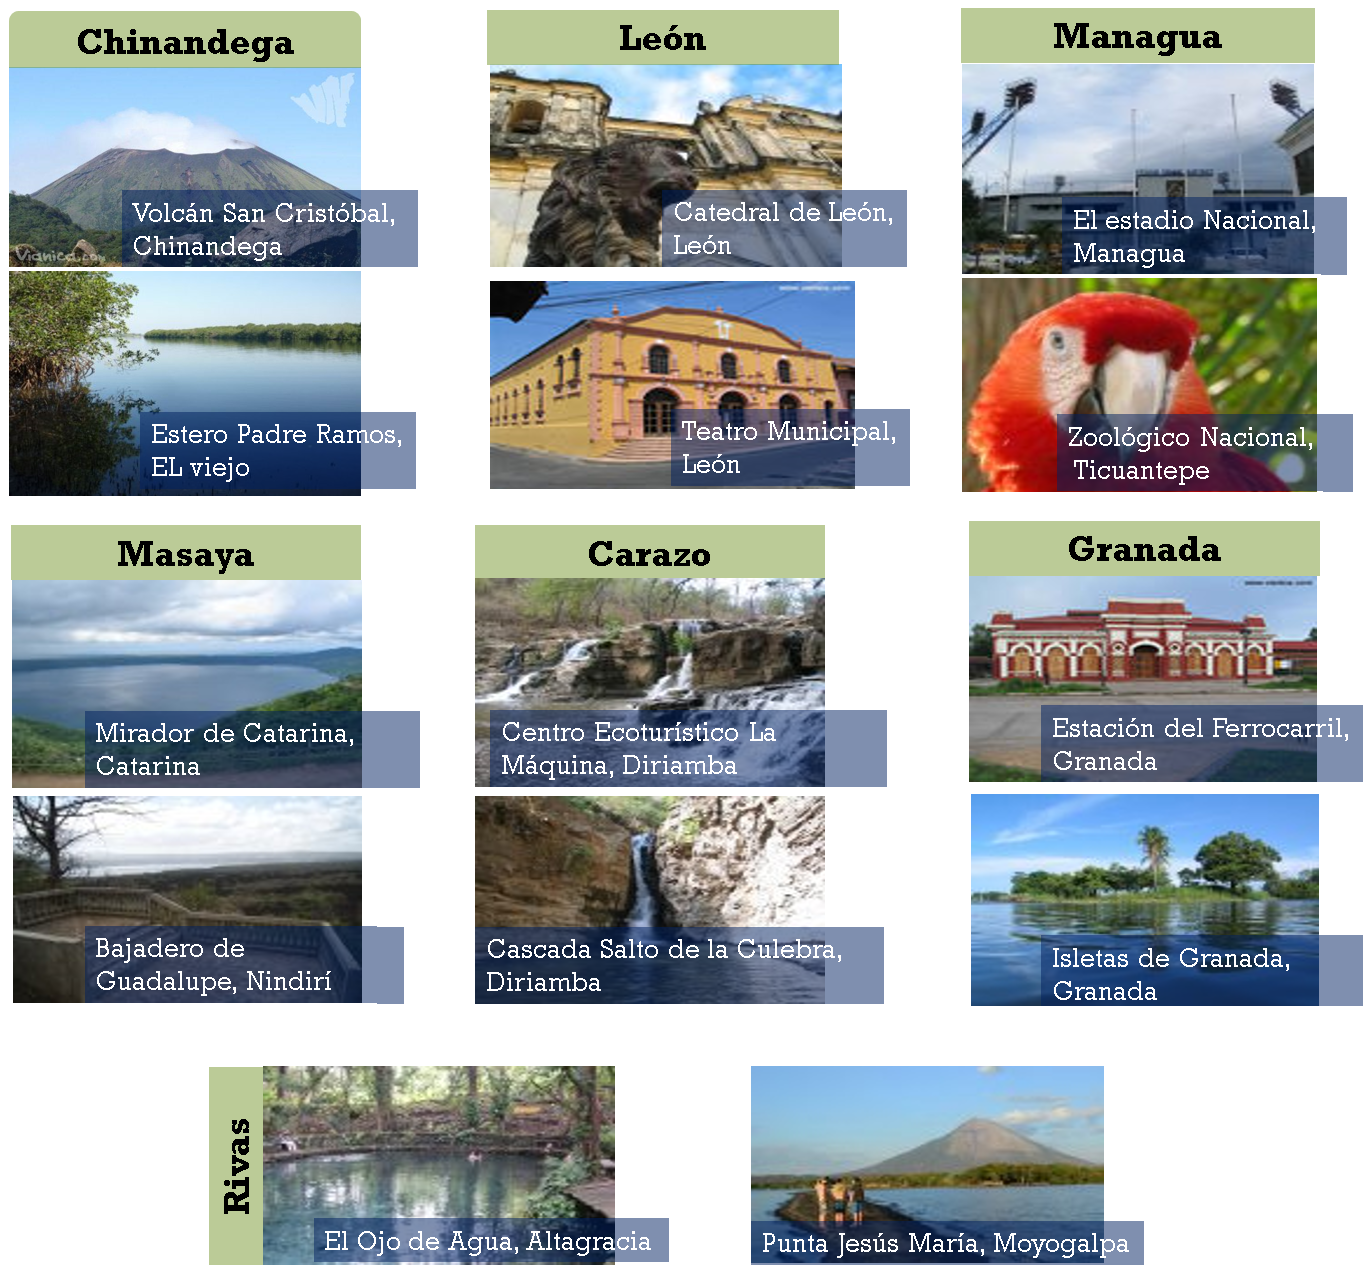 Chinandega
Vianica.com
Volcán San Cristóbal,
Chinandega
Estero Padre Ramos,
EL viejo
León
Catedral de León,
León
Teatro Municipal,
León
Managua
El estadio Nacional,
Managua
Zoológico Nacional,
Ticuantepe
Masaya
Mirador de Catarina,
Catarina
Bajadero de
Guadalupe, Nindirí
Carazo
Centro Ecoturístico La
Máquina, Diriamba
Cascada Salto de la Culebra,
Diriamba
Granada
Estación del Ferrocarril,
Granada
Isletas de Granada,
Granada
Rivas
El Ojo de Agua, Altagracia
Punta Jesús María, Moyogalpa